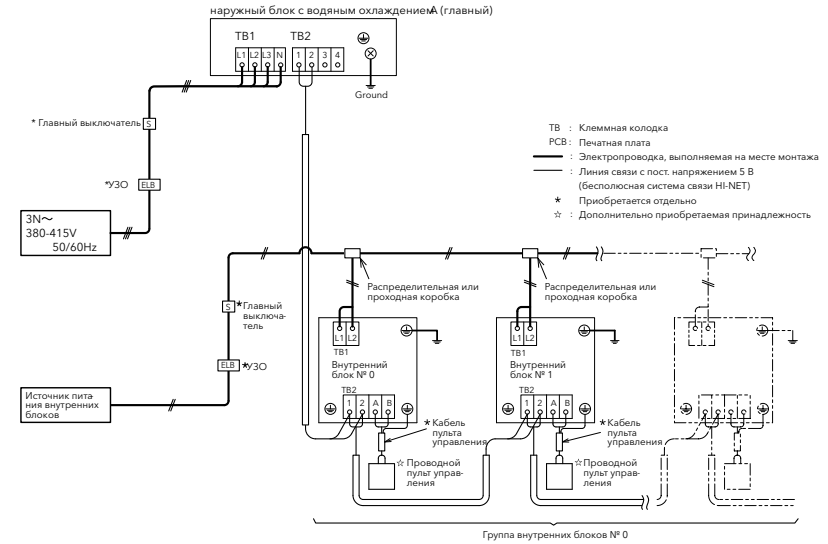 наружный блок с водяным охлаждением A (главный)
TB1
TB2
L1 L2 L3 N
1 2 3 4
Ground
* Главный выключатель
S
*УЗО
ELB
3N～
380-415V
50/60Hz
TB : Клеммная колодка
PCB : Печатная плата
: Электропроводка, выполняемая на месте монтажа
: Линия связи с пост. напряжением 5 В
(бесполюсная система связи HI-NET)
* : Приобретается отдельно
☆ : Дополнительно приобретаемая принадлежность
Распределительная или
проходная коробка
Распределительная или
проходная коробка
S
*Главный
выключа-
тель
ELB
*УЗО
Источник пита-
ния внутренних
блоков
L1 L2
TB1
Внутренний
блок № 0
TB2
1 2 A B
* Кабель
пульта
управления
☆Проводной
пульт управ-
ления
L1 L2
TB1
Внутренний
блок № 1
TB2
1 2 A B
* Кабель
пульта
управления
☆Проводной
пульт управ-
ления
Группа внутренних блоков № 0